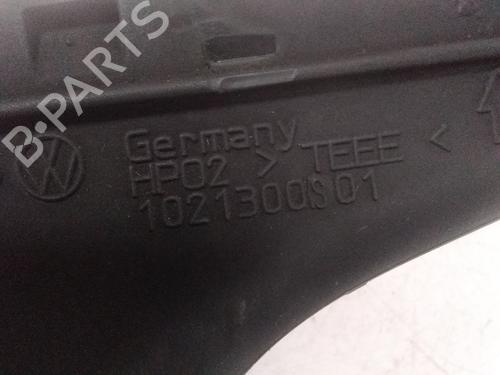 B-PARTS
Germany
HP02 > TEEE <
1021300S01